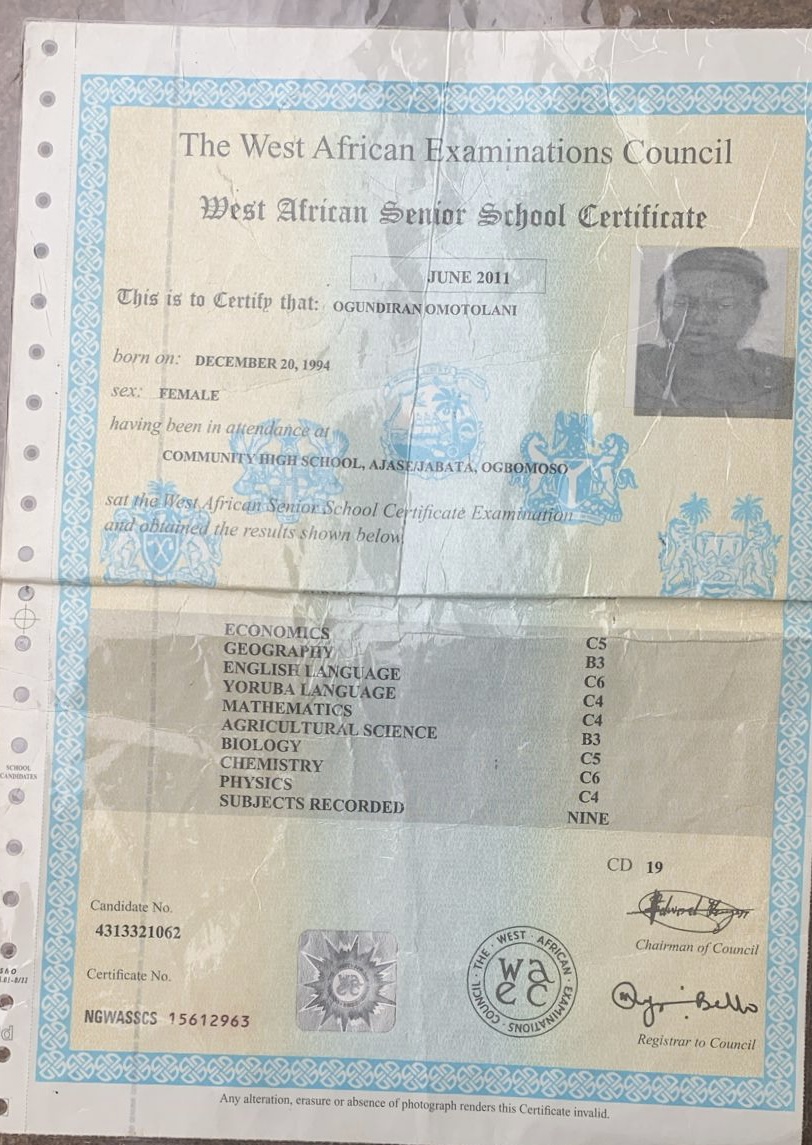 The West African Examinations Council
West African Senior School Certificate
JUNE 2011
This is to Certify that: OGUNDIRAN OMOTOLANI
born on: DECEMBER 20, 1994
sex: FEMALE
having been in attendance at
COMMUNITY HIGH SCHOOL, AJASE/JABATA, OGBOMOSO
sat the West African Senior School Certificate Examination
and obtained the results shown below
ECONOMICS C5
GEOGRAPHY B3
ENGLISH LANGUAGE C6
YORUBA LANGUAGE C4
MATHEMATICS C4
AGRICULTURAL SCIENCE B3
BIOLOGY C5
CHEMISTRY C6
PHYSICS C4
SUBJECTS RECORDED NINE
SCHOOL
CANDIDATES
CD 19
Candidate No.
4313321062
Chairman of Council
Certificate No.
NGWASSCS 15612963
THE · WEST · AFRICAN · EXAMINATIONS · COUNCIL
wa
ec
Bello
Registrar to Council
Any alteration, erasure or absence of photograph renders this Certificate invalid.